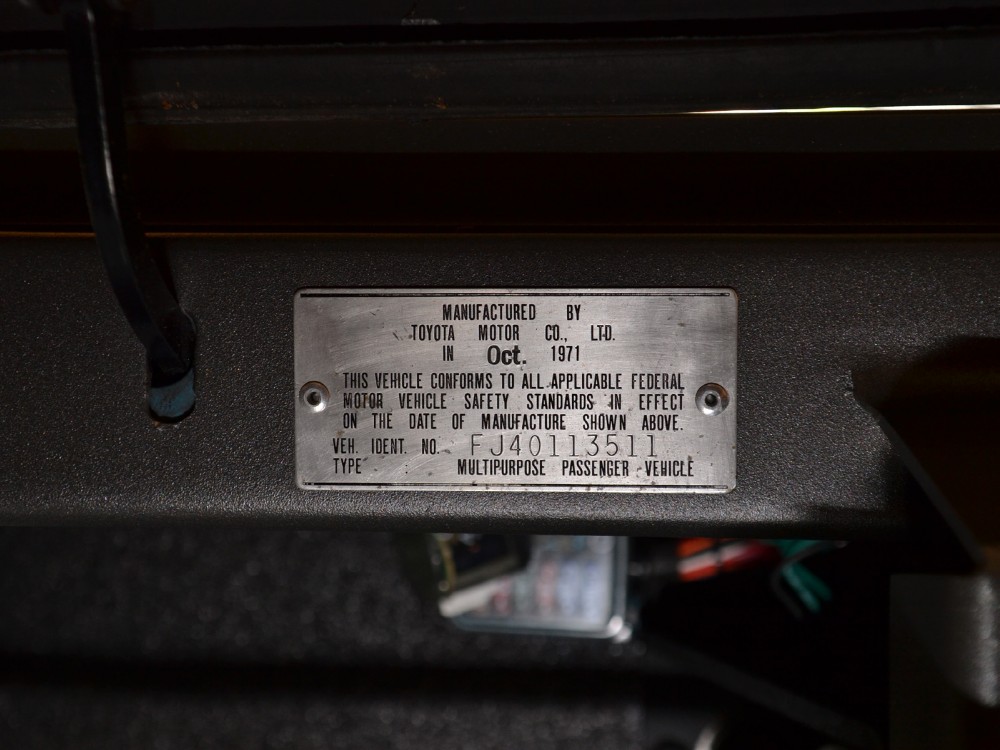 MANUFACTURED BY
TOYOTA MOTOR CO., LTD.
IN Oct. 1971
THIS VEHICLE CONFORMS TO ALL APPLICABLE FEDERAL
MOTOR VEHICLE SAFETY STANDARDS IN EFFECT
ON THE DATE OF MANUFACTURE SHOWN ABOVE.
VEH. IDENT. NO. FJ40113511
TYPE : MULTIPURPOSE PASSENGER VEHICLE